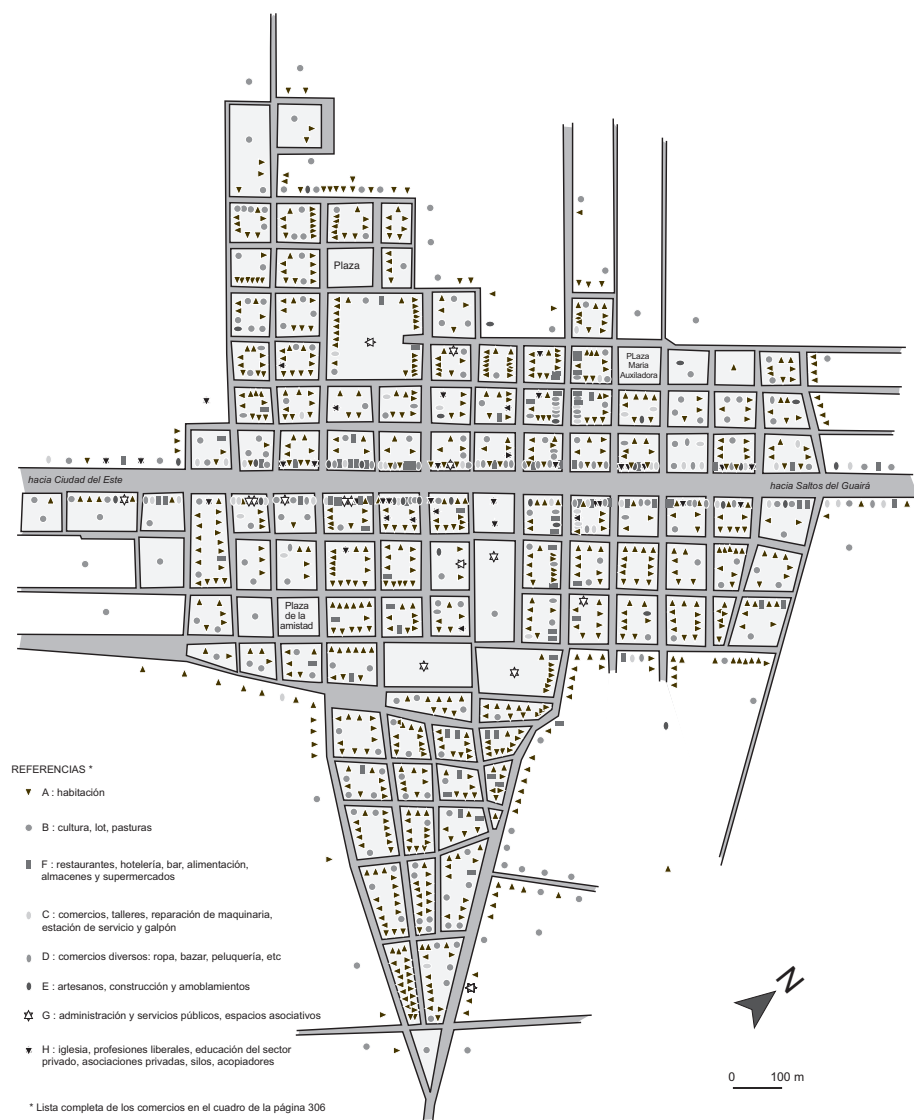 Plaza
PLaza
Maria
Auxiliadora
hacia Ciudad del Este
hacia Saltos del Guairá
Plaza
de la
amistad
REFERENCIAS *
A : habitación
B : cultura, lot, pasturas
F : restaurantes, hotelería, bar, alimentación,
almacenes y supermercados
C : comercios, talleres, reparación de maquinaria,
estación de servicio y galpón
D : comercios diversos: ropa, bazar, peluquería, etc
E : artesanos, construcción y amoblamientos
G : administración y servicios públicos, espacios asociativos
H : iglesia, profesiones liberales, educación del sector
privado, asociaciones privadas, silos, acopiadores
N
0 100 m
* Lista completa de los comercios en el cuadro de la página 306